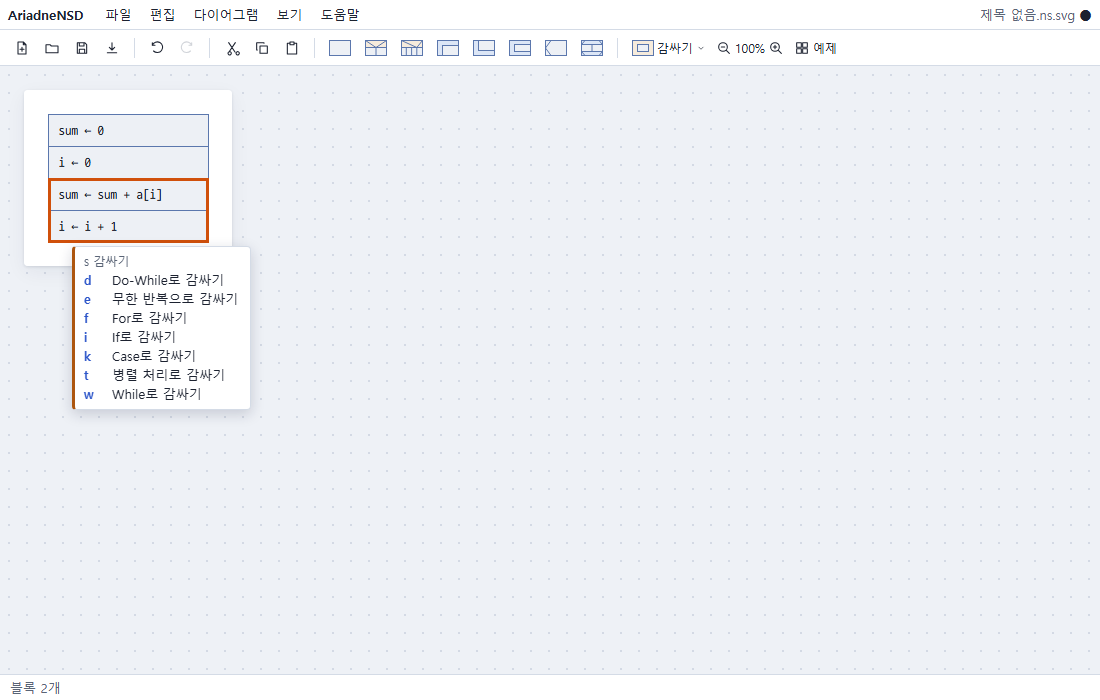 AriadneNSD 파일 편집 다이어그램 보기 도움말 제목 없음.ns.svg
감싸기 100% 예제
sum ← 0
i ← 0
sum ← sum + a[i]
i ← i + 1
s 감싸기
d Do-While로 감싸기
e 무한 반복으로 감싸기
f For로 감싸기
i If로 감싸기
k Case로 감싸기
t 병렬 처리로 감싸기
w While로 감싸기
블록 2개